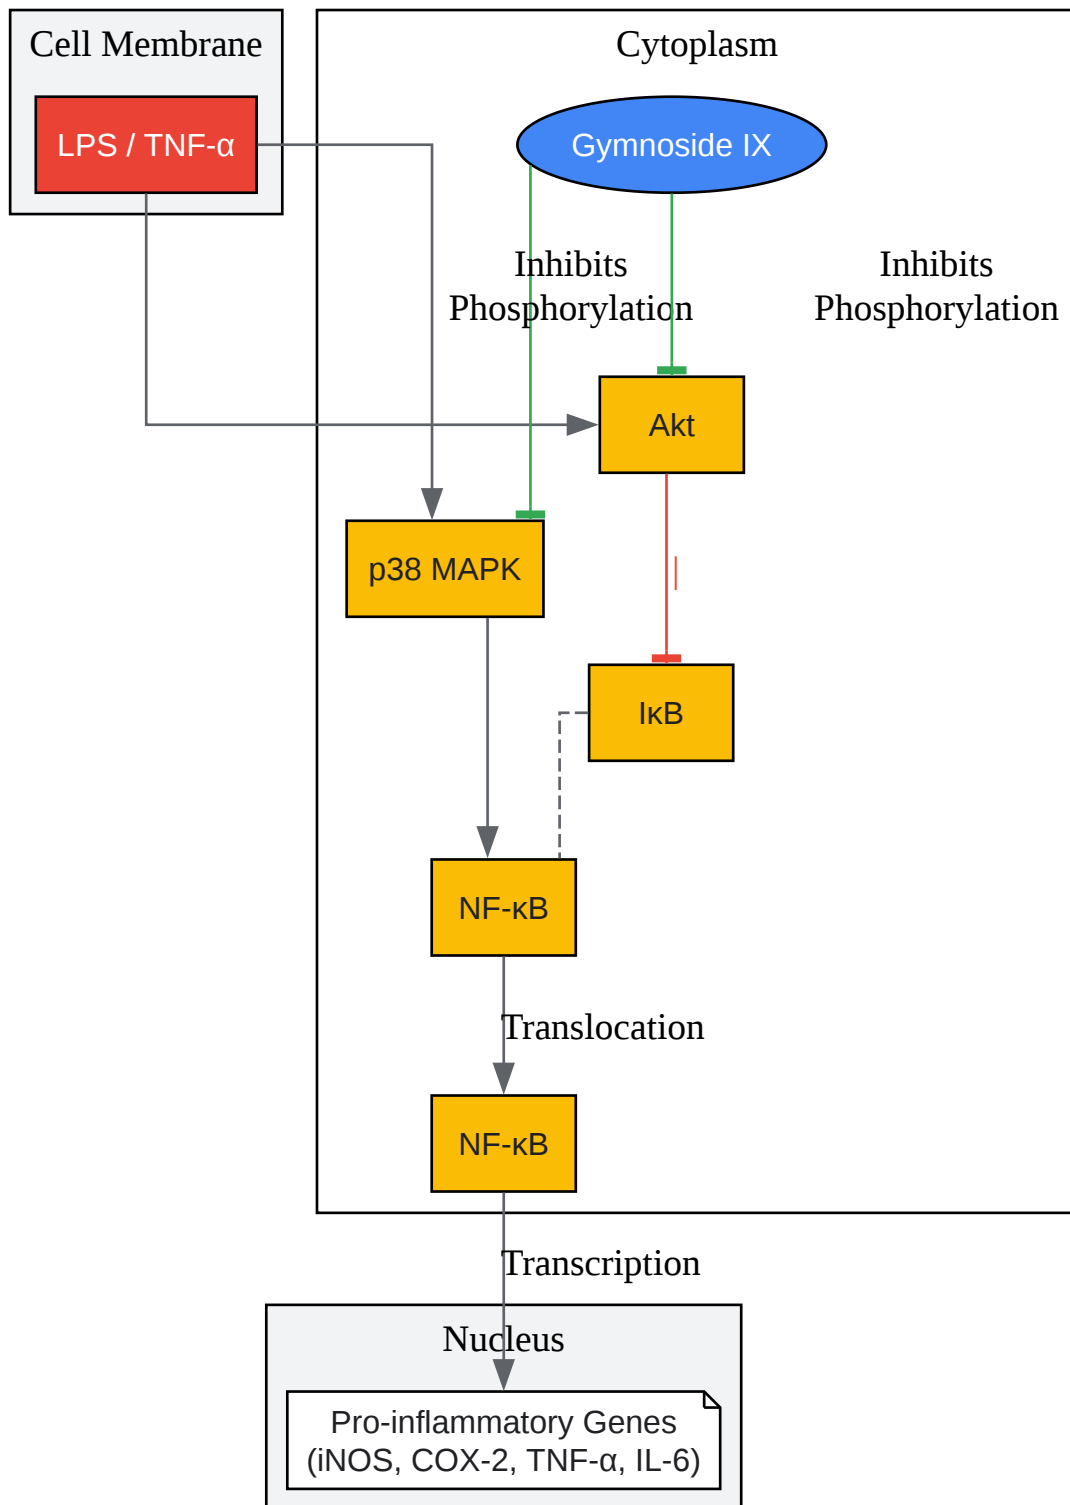 Cell Membrane
Cytoplasm
LPS / TNF-α
Gymnoside IX
Inhibits
Phosphorylation
Inhibits
Phosphorylation
Akt
p38 MAPK
|
IκB
NF-κB
Translocation
NF-κB
Transcription
Nucleus
Pro-inflammatory Genes
(iNOS, COX-2, TNF-α, IL-6)